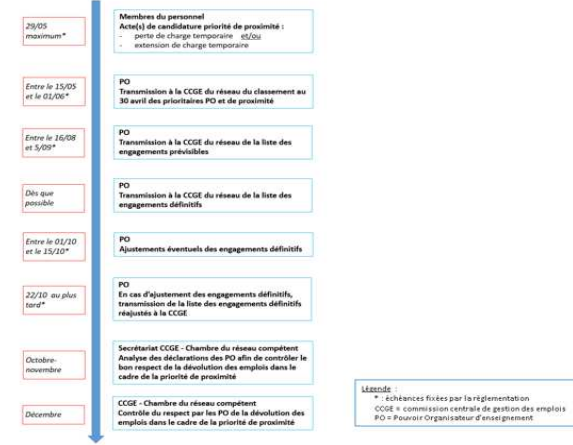 29/05
maximum*
Membres du personnel
Acte(s) de candidature priorité de proximité :
- perte de charge temporaire et/ou
- extension de charge temporaire
Entre le 15/05
et le 01/06*
PO
Transmission à la CCGE du réseau du classement au
30 avril des prioritaires PO et de proximité
Entre le 16/08
et 5/09*
PO
Transmission à la CCGE du réseau de la liste des
engagements prévisibles
Dès que
possible
PO
Transmission à la CCGE du réseau de la liste des
engagements définitifs
Entre le 01/10
et le 15/10*
PO
Ajustements éventuels des engagements définitifs
22/10 au plus
tard*
PO
En cas d'ajustement des engagements définitifs,
transmission de la liste des engagements définitifs
réajustés à la CCGE
Octobre-
novembre
Secrétariat CCGE - Chambre du réseau compétent
Analyse des déclarations des PO afin de contrôler le
bon respect de la dévolution des emplois dans le
cadre de la priorité de proximité
Décembre
CCGE - Chambre du réseau compétent
Contrôle du respect par les PO de la dévolution des
emplois dans le cadre de la priorité de proximité
Légende :
* : échéances fixées par la règlementation
CCGE = commission centrale de gestion des emplois
PO = Pouvoir Organisateur d'enseignement